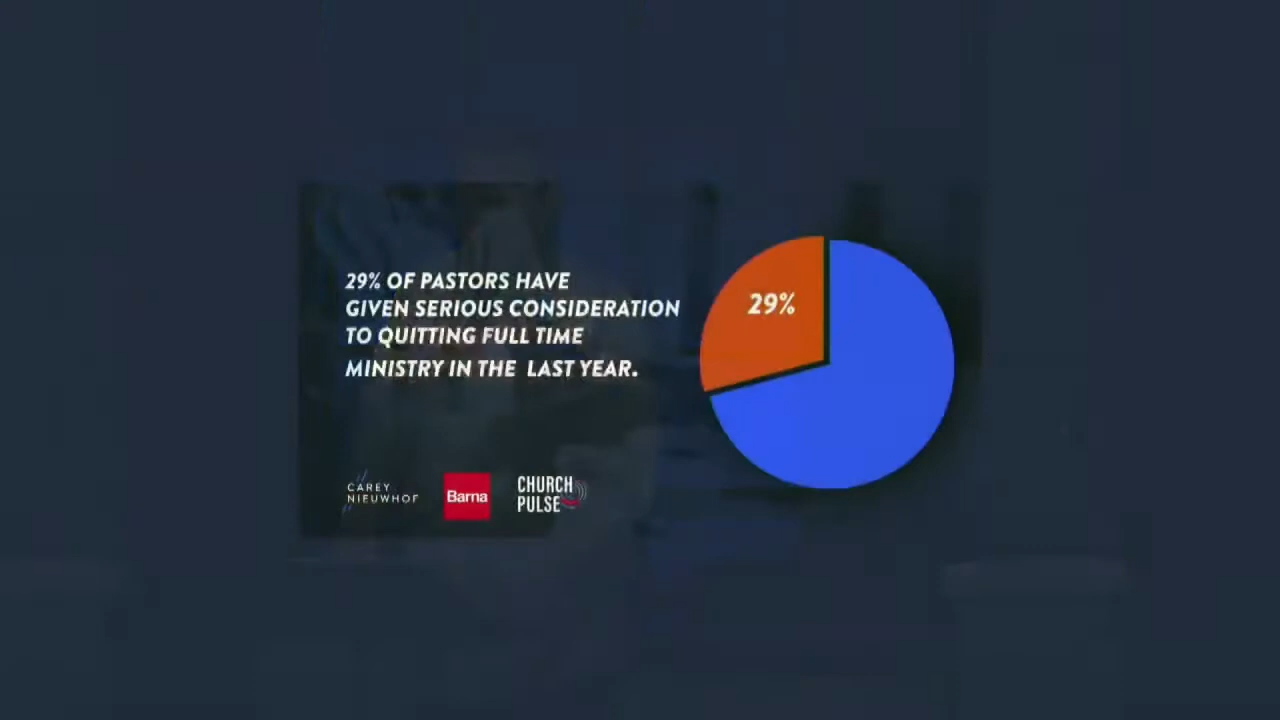 29% OF PASTORS HAVE
GIVEN SERIOUS CONSIDERATION
TO QUITTING FULL TIME
MINISTRY IN THE LAST YEAR.
29%
CAREY
NIEUWHOF
Barna
CHURCH
PULSE